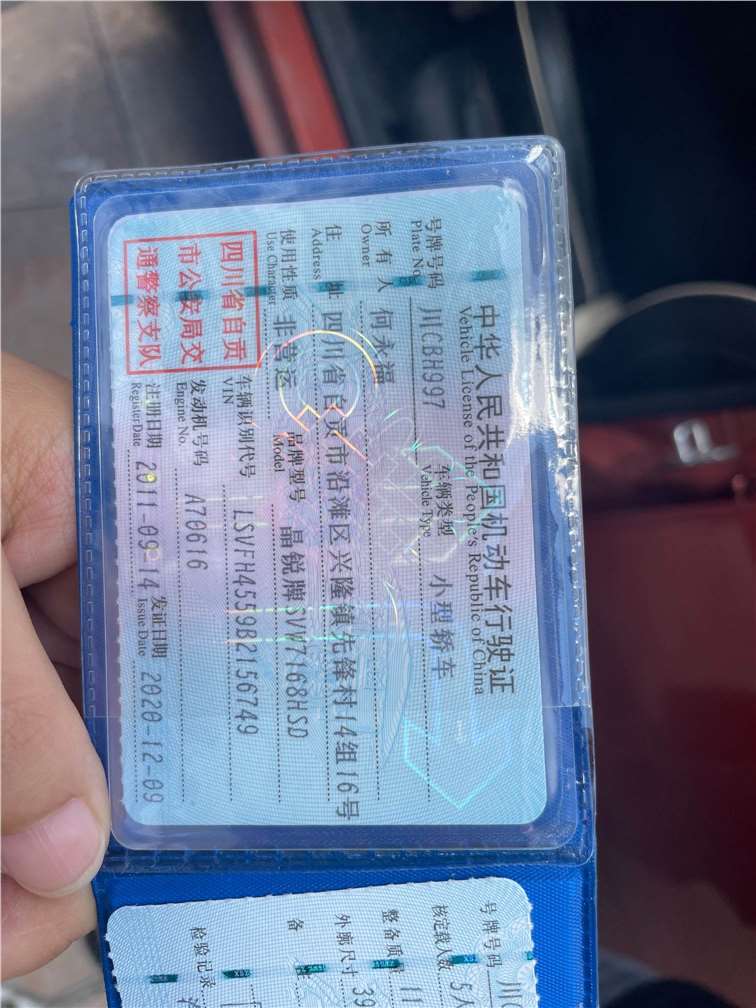 中华人民共和国机动车行驶证
Vehicle License of the People's Republic of China
号牌号码 川CBH997 车辆类型 小型轿车
Plate No. Vehicle Type
所有人 何永福
Owner
住址 四川省自贡市沿滩区兴隆镇先锋村14组16号
Address
使用性质 非营运 品牌型号 晶锐牌SVW7168HSD
Use Character Model
四川省自贡
市公安局交
通警察支队
车辆识别代号 LSVFH4559B2156749
VIN
发动机号码 A70616
Engine No.
注册日期 2011-09-14 发证日期 2020-12-09
Register Date Issue Date
号牌号码 川
核定载人数 5人
整备质量 11
外廓尺寸 39
备
检验记录